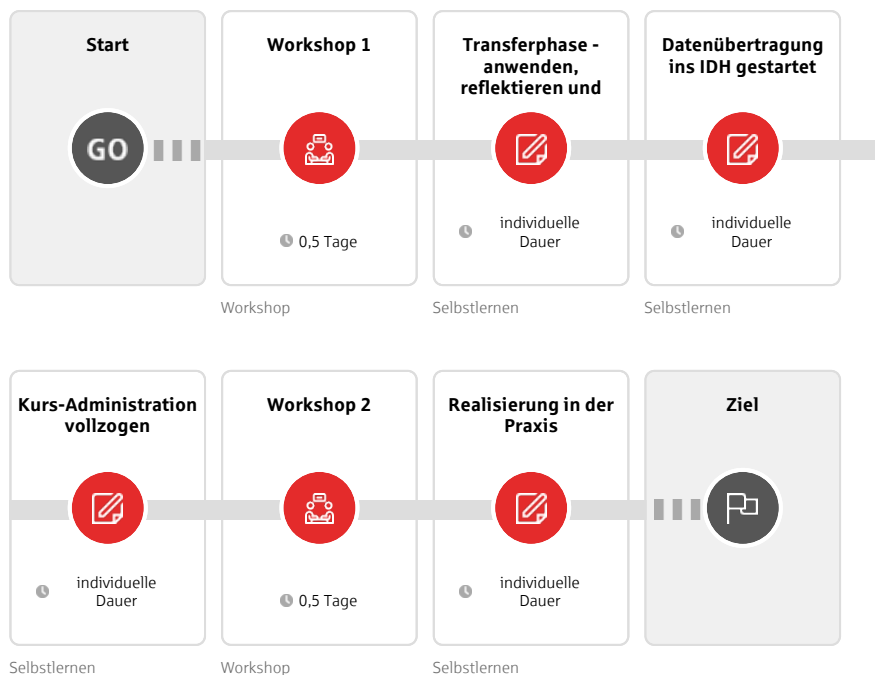 Start
Workshop 1
Transferphase -
anwenden,
reflektieren und
Datenübertragung
ins IDH gestartet
GO
0,5 Tage
individuelle
Dauer
individuelle
Dauer
Workshop
Selbstlernen
Selbstlernen
Kurs-Administration
vollzogen
Workshop 2
Realisierung in der
Praxis
Ziel
individuelle
Dauer
0,5 Tage
individuelle
Dauer
Selbstlernen
Workshop
Selbstlernen